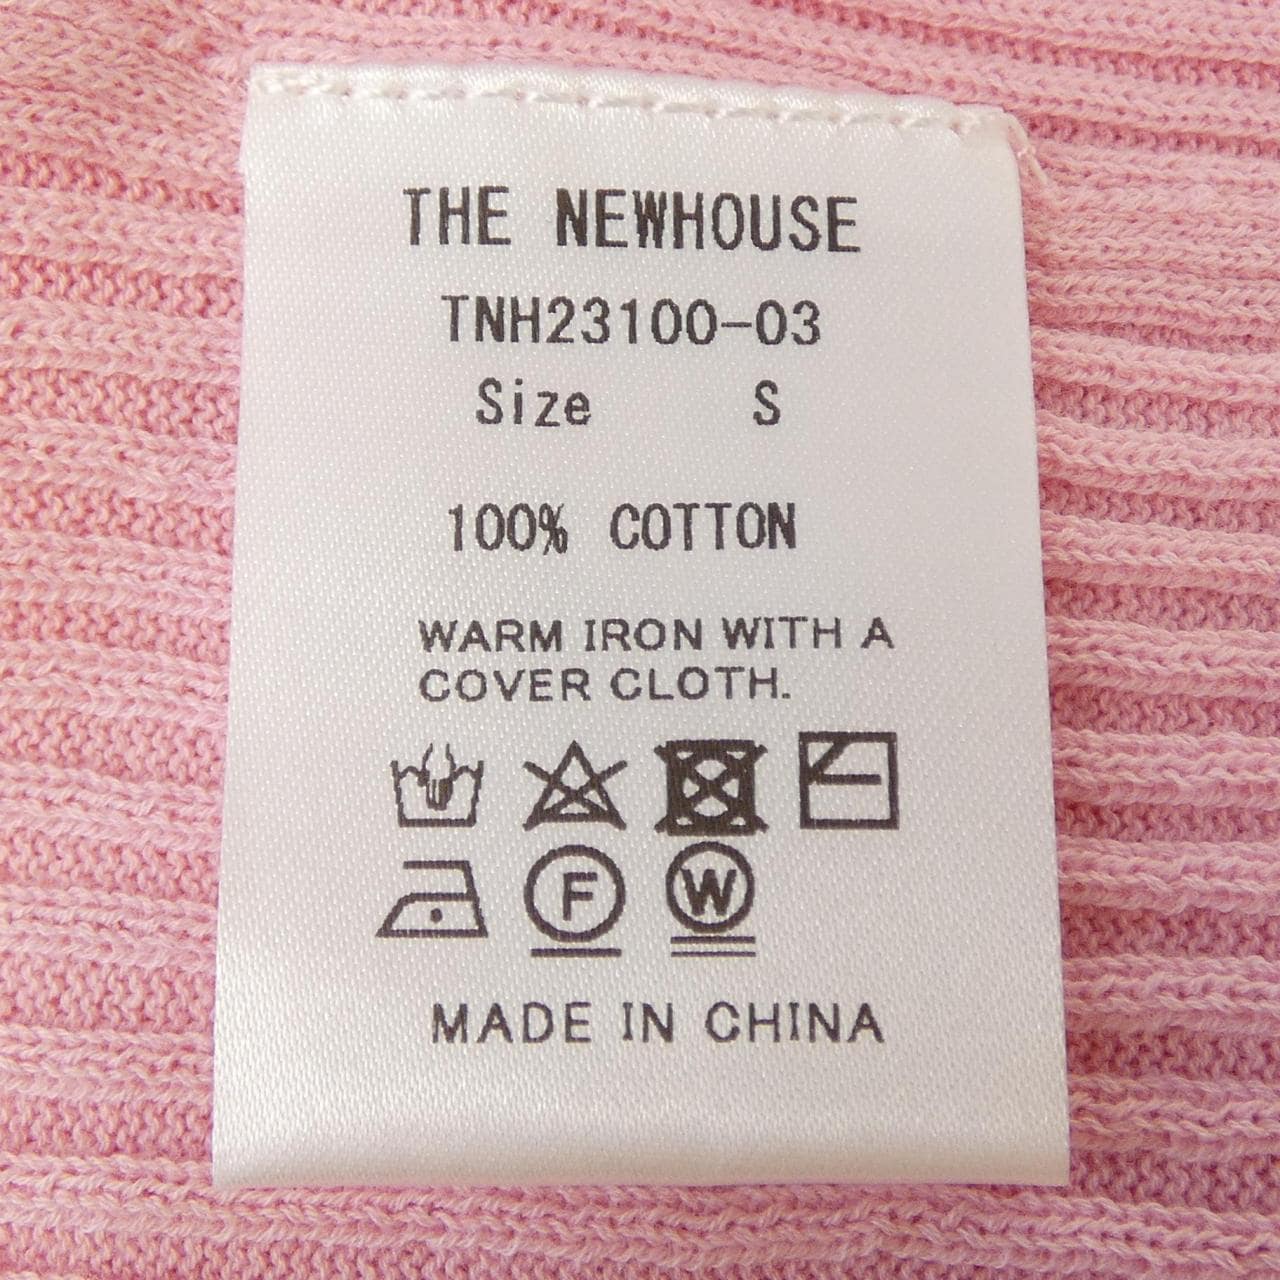 THE NEWHOUSE
TNH23100-03
Size S
100% COTTON
WARM IRON WITH A
COVER CLOTH.
F W
MADE IN CHINA